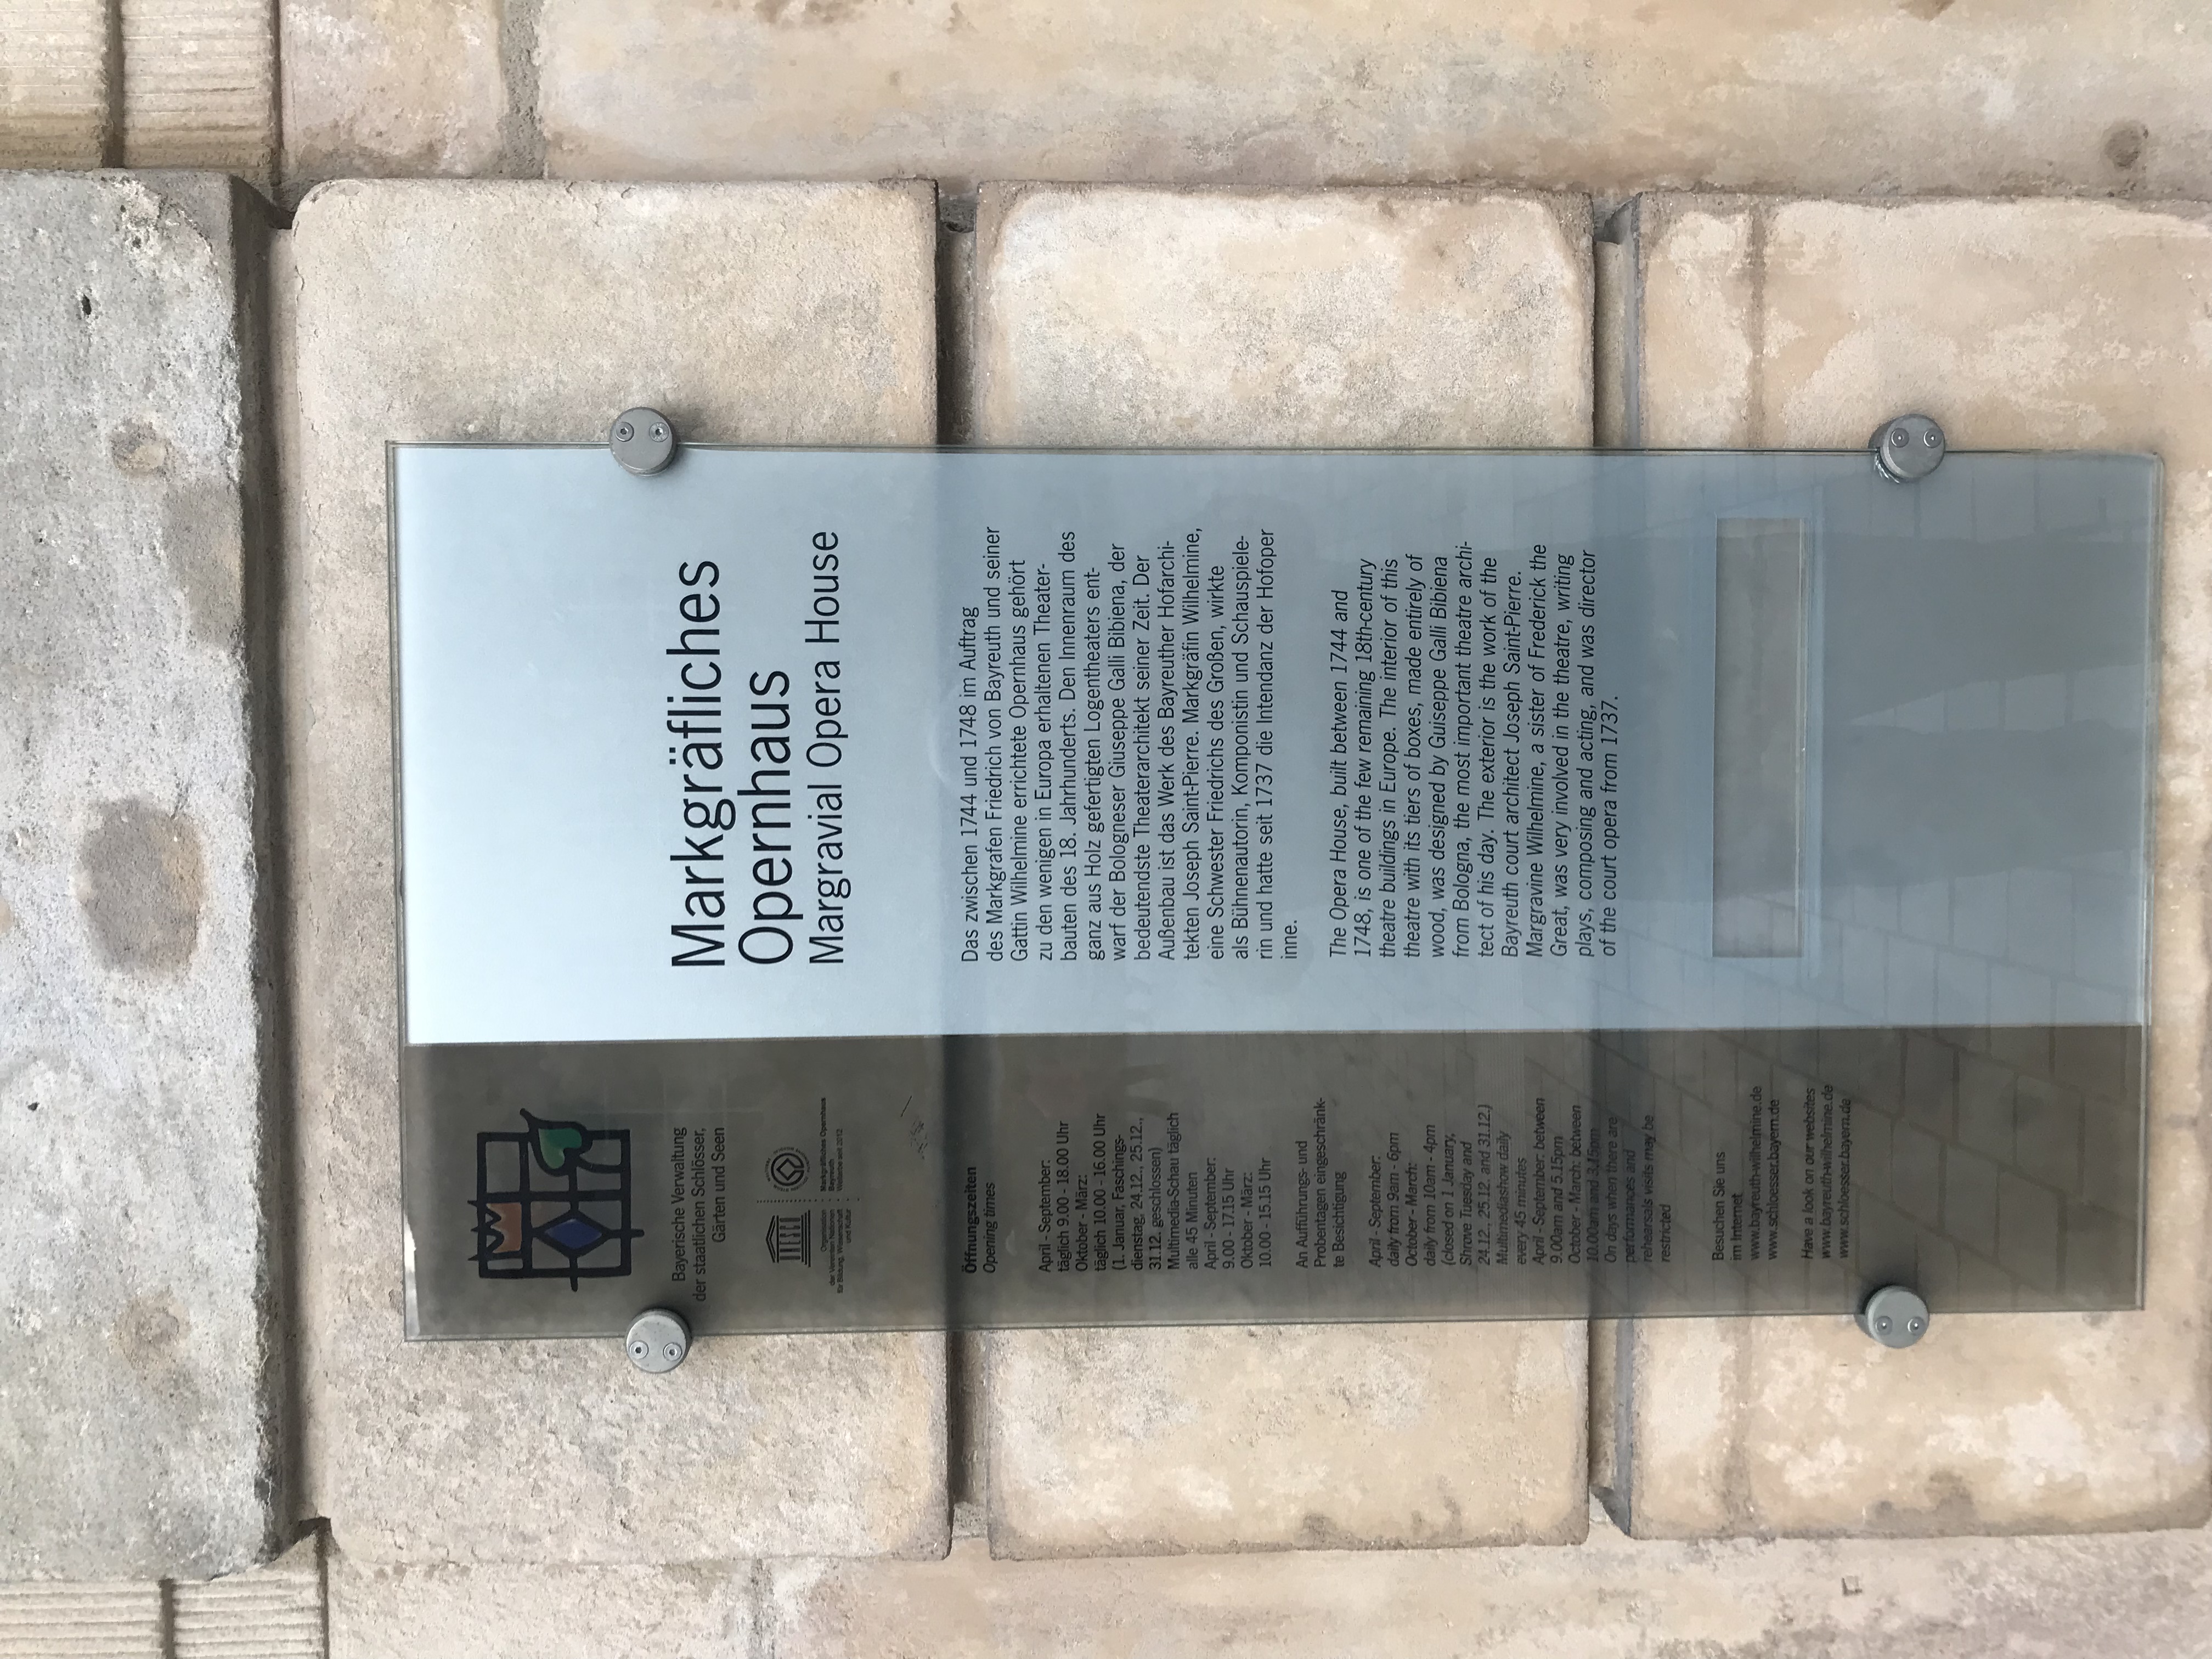 Bayerische Verwaltung
der staatlichen Schlösser,
Gärten und Seen
UNESCO
Organisation
der Vereinten Nationen
für Bildung, Wissenschaft
und Kultur
Markgräfliches Opernhaus
Bayreuth
Welterbe seit 2012
Markgräfliches
Opernhaus
Margravial Opera House
Öffnungszeiten
Opening times
April - September:
täglich 9.00 - 18.00 Uhr
Oktober - März:
täglich 10.00 - 16.00 Uhr
(1. Januar, Faschings-
dienstag, 24.12., 25.12.,
31.12. geschlossen)
Multimedia-Schau täglich
alle 45 Minuten
April - September:
9.00 - 17.15 Uhr
Oktober - März:
10.00 - 15.15 Uhr
An Aufführungs- und
Probentagen eingeschränk-
te Besichtigung
April - September:
daily from 9am - 6pm
October - March:
daily from 10am - 4pm
(closed on 1 January,
Shrove Tuesday and
24.12., 25.12. and 31.12.)
Multimediashow daily
every 45 minutes
April - September: between
9.00am and 5.15pm
October - March: between
10.00am and 3.15pm
On days when there are
performances and
rehearsals visits may be
restricted
Besuchen Sie uns
im Internet
www.bayreuth-wilhelmine.de
www.schloesser.bayern.de
Have a look on our websites
www.bayreuth-wilhelmine.de
www.schloesser.bayern.de
Das zwischen 1744 und 1748 im Auftrag
des Markgrafen Friedrich von Bayreuth und seiner
Gattin Wilhelmine errichtete Opernhaus gehört
zu den wenigen in Europa erhaltenen Theater-
bauten des 18. Jahrhunderts. Den Innenraum des
ganz aus Holz gefertigten Logentheaters ent-
warf der Bologneser Giuseppe Galli Bibiena, der
bedeutendste Theaterarchitekt seiner Zeit. Der
Außenbau ist das Werk des Bayreuther Hofarchi-
tekten Joseph Saint-Pierre. Markgräfin Wilhelmine,
eine Schwester Friedrichs des Großen, wirkte
als Bühnenautorin, Komponistin und Schauspiele-
rin und hatte seit 1737 die Intendanz der Hofoper
inne.
The Opera House, built between 1744 and
1748, is one of the few remaining 18th-century
theatre buildings in Europe. The interior of this
theatre with its tiers of boxes, made entirely of
wood, was designed by Guiseppe Galli Bibiena
from Bologna, the most important theatre archi-
tect of his day. The exterior is the work of the
Bayreuth court architect Joseph Saint-Pierre.
Margravine Wilhelmine, a sister of Frederick the
Great, was very involved in the theatre, writing
plays, composing and acting, and was director
of the court opera from 1737.